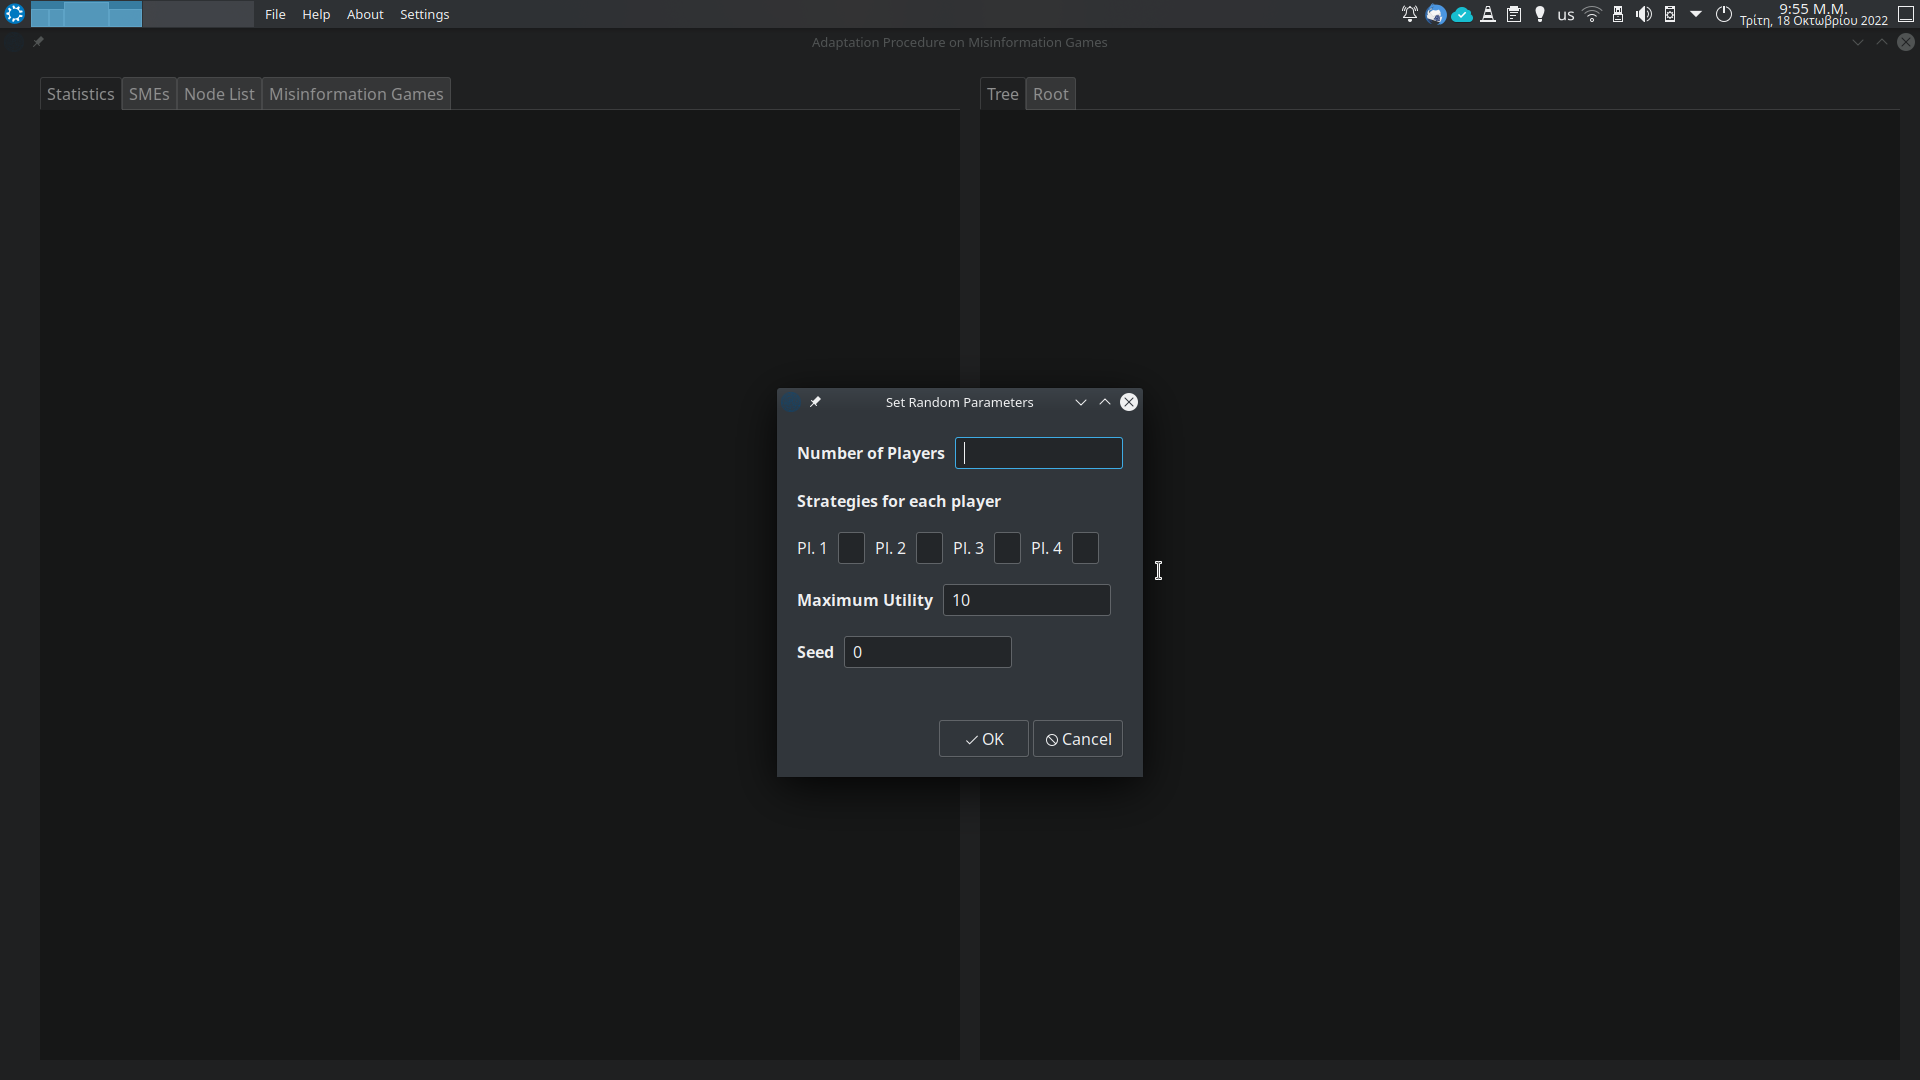 File Help About Settings
us
9:55 Μ.Μ.
Τρίτη, 18 Οκτωβρίου 2022
Adaptation Procedure on Misinformation Games
Statistics SMEs Node List Misinformation Games
Tree Root
Set Random Parameters
Number of Players
Strategies for each player
Pl. 1 Pl. 2 Pl. 3 Pl. 4
Maximum Utility 10
Seed 0
OK Cancel